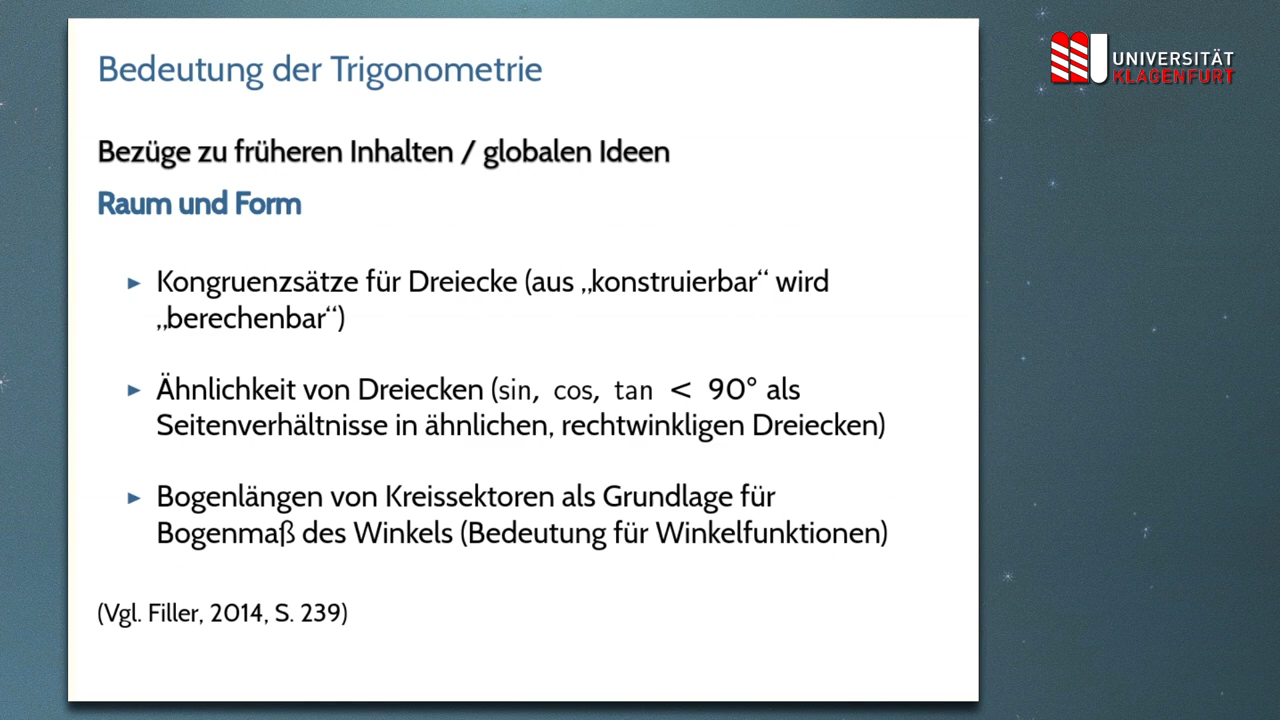 Bedeutung der Trigonometrie
UNIVERSITÄT
KLAGENFURT
Bezüge zu früheren Inhalten / globalen Ideen
Raum und Form
► Kongruenzsätze für Dreiecke (aus „konstruierbar“ wird
„berechenbar“)
► Ähnlichkeit von Dreiecken (sin, cos, tan < 90° als
Seitenverhältnisse in ähnlichen, rechtwinkligen Dreiecken)
► Bogenlängen von Kreissektoren als Grundlage für
Bogenmaß des Winkels (Bedeutung für Winkelfunktionen)
(Vgl. Filler, 2014, S. 239)